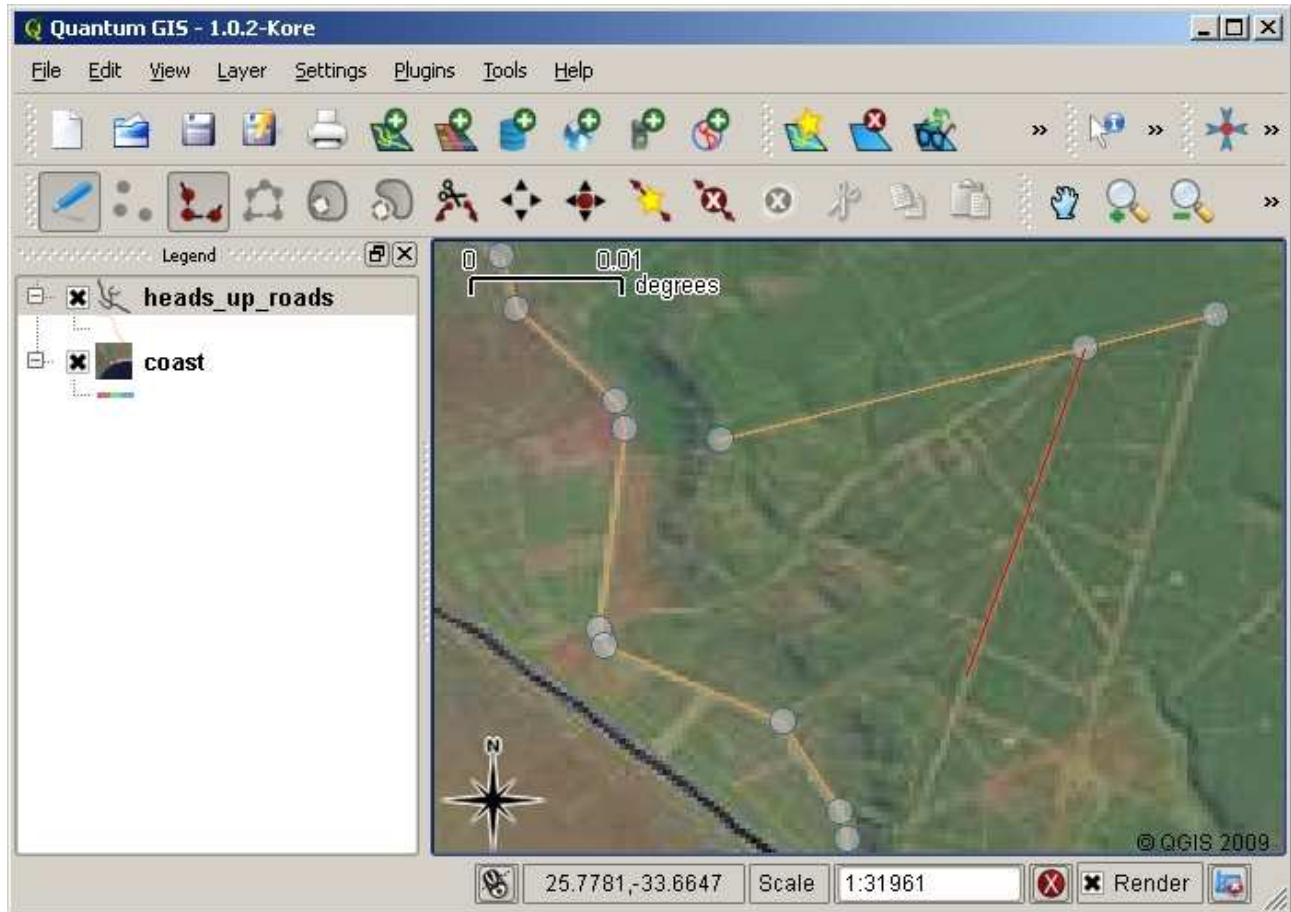 Quantum GIS - 1.0.2-Kore
File Edit View Layer Settings Plugins Tools Help
» » »
»
Legend
heads_up_roads
coast
0 0.01
degrees
N
© QGIS 2009
25.7781,-33.6647 Scale 1:31961 Render